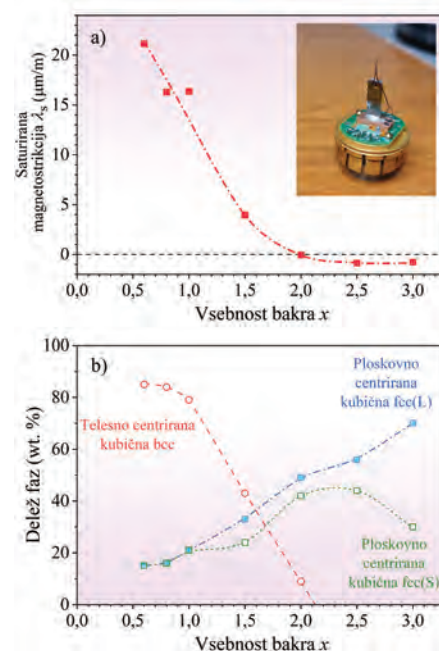 a)
Saturirana
magnetostrikcija λs (µm/m)
20
15
10
5
0
0,0 0,5 1,0 1,5 2,0 2,5 3,0
Vsebnost bakra x
b)
Delež faz (wt. %)
100
80
60
40
20
0
Telesno centrirana
kubična bcc
Ploskovno
centrirana
kubična fcc(L)
Ploskovno
centrirana
kubična fcc(S)
0,0 0,5 1,0 1,5 2,0 2,5 3,0
Vsebnost bakra x